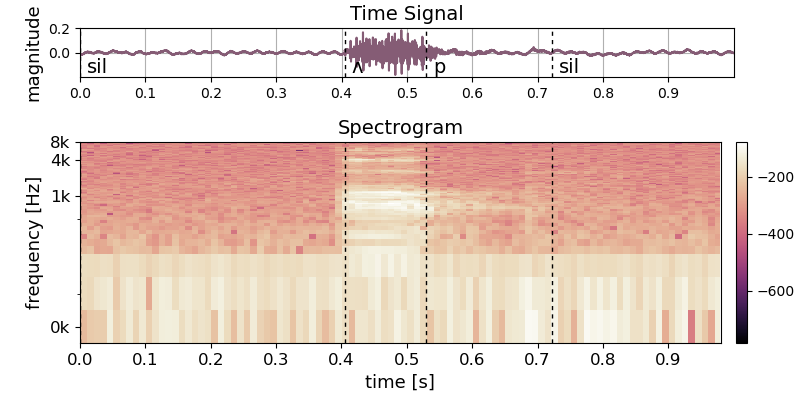 Time Signal
magnitude
0.2
0.0
sil ʌ p sil
0.0 0.1 0.2 0.3 0.4 0.5 0.6 0.7 0.8 0.9
Spectrogram
frequency [Hz]
8k
4k
1k
0k
0.0 0.1 0.2 0.3 0.4 0.5 0.6 0.7 0.8 0.9
time [s]
−200
−400
−600